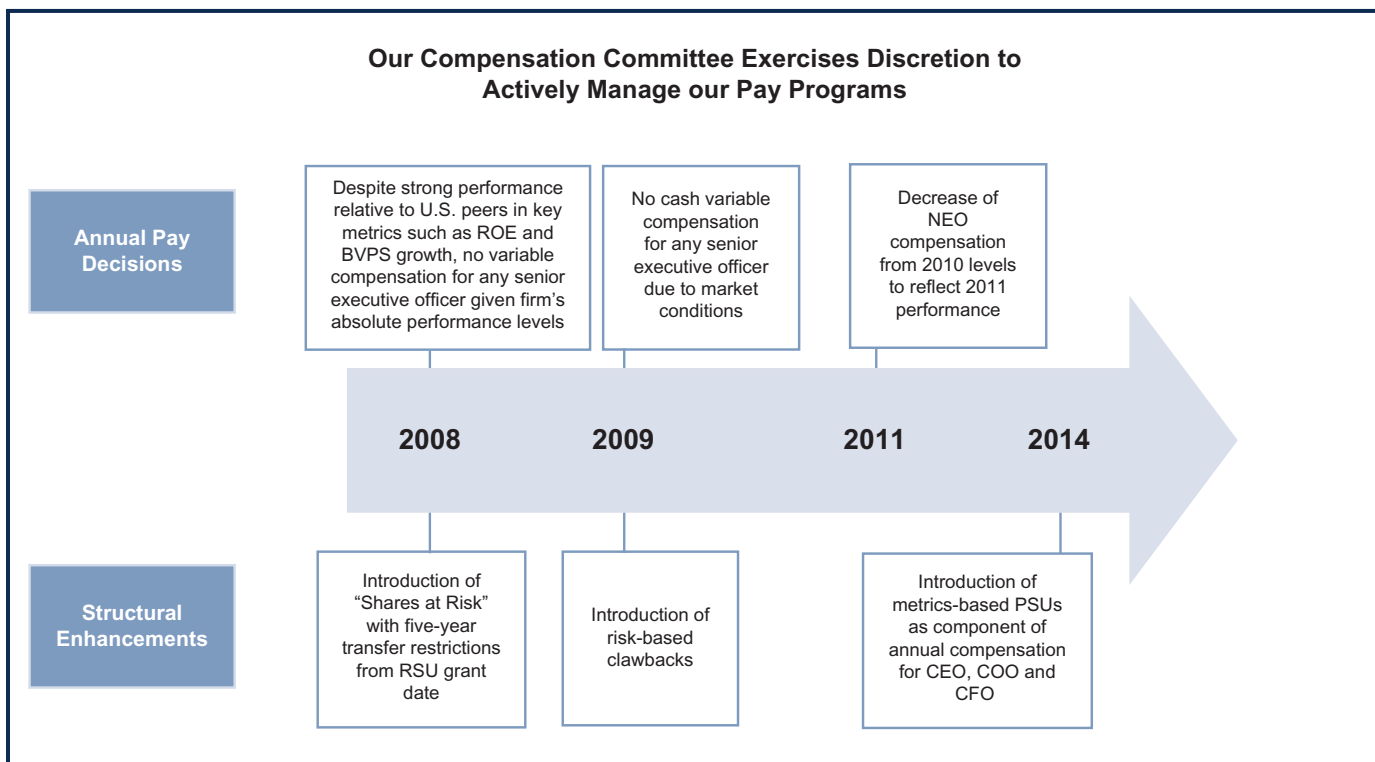 Our Compensation Committee Exercises Discretion to
Actively Manage our Pay Programs
Annual Pay
Decisions
Despite strong performance
relative to U.S. peers in key
metrics such as ROE and
BVPS growth, no variable
compensation for any senior
executive officer given firm’s
absolute performance levels
No cash variable
compensation
for any senior
executive officer
due to market
conditions
Decrease of
NEO
compensation
from 2010 levels
to reflect 2011
performance
2008
2009
2011
2014
Structural
Enhancements
Introduction of
“Shares at Risk”
with five-year
transfer restrictions
from RSU grant
date
Introduction of
risk-based
clawbacks
Introduction of
metrics-based PSUs
as component of
annual compensation
for CEO, COO and
CFO